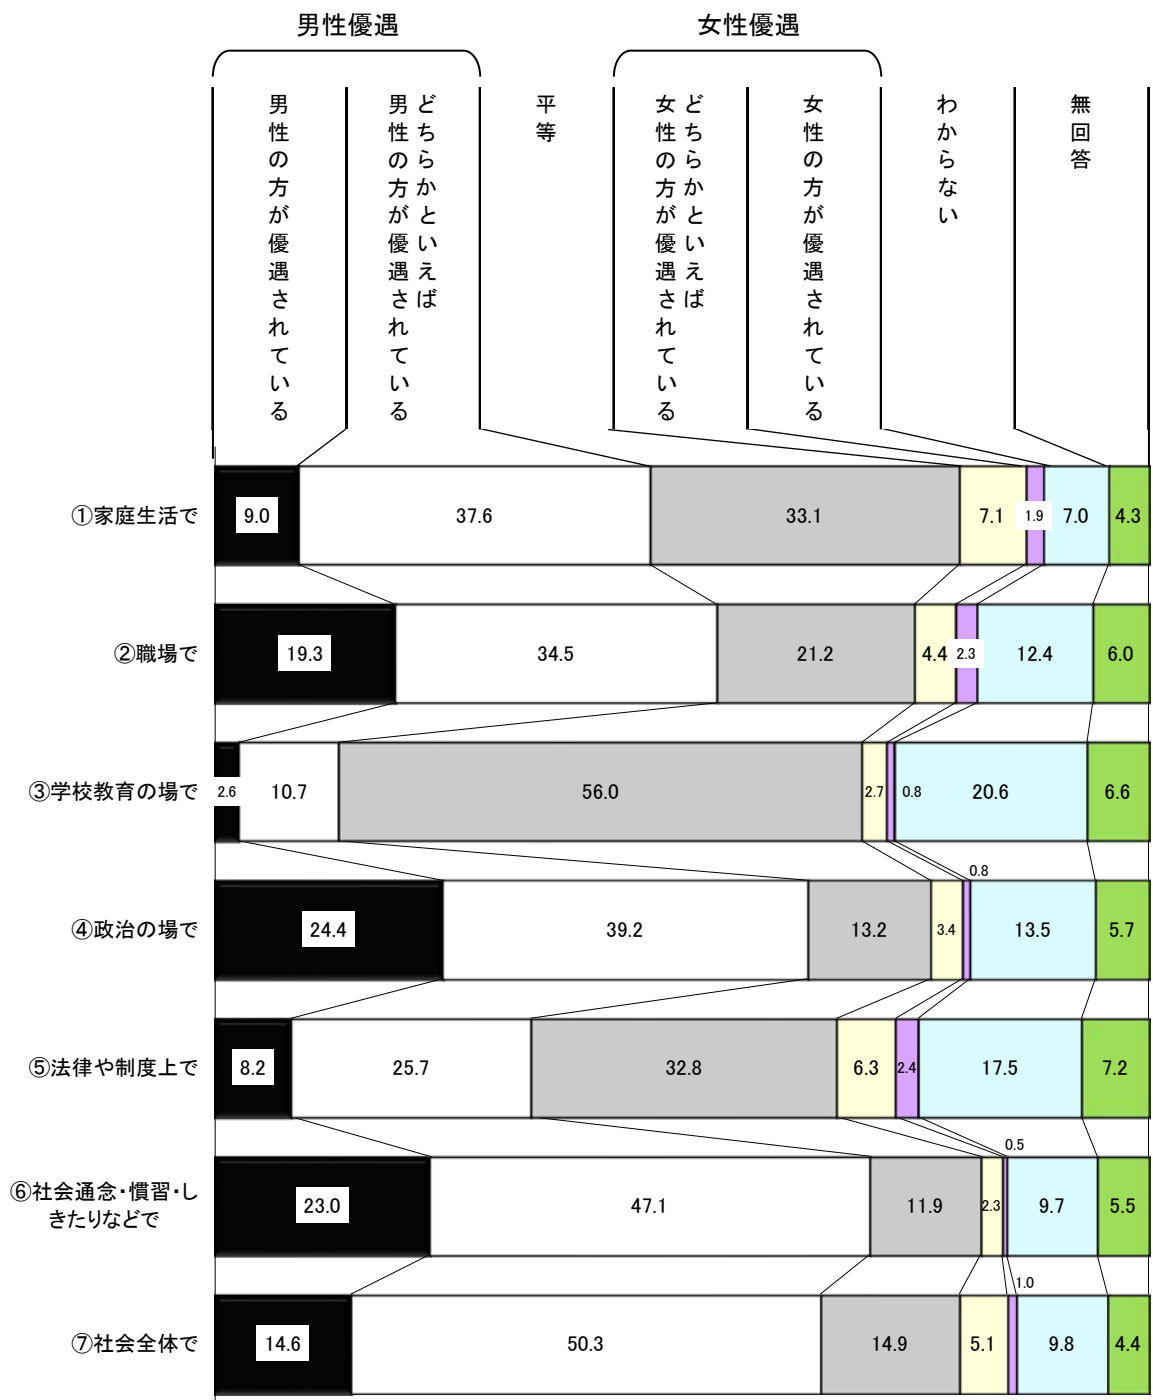 男性優遇
女性優遇
男性の方が優遇されている
どちらかといえば
男性の方が優遇されている
平等
どちらかといえば
女性の方が優遇されている
女性の方が優遇されている
わからない
無回答
①家庭生活で
9.0
37.6
33.1
7.1
1.9
7.0
4.3
②職場で
19.3
34.5
21.2
4.4
2.3
12.4
6.0
③学校教育の場で
2.6
10.7
56.0
2.7
0.8
20.6
6.6
④政治の場で
24.4
39.2
13.2
3.4
0.8
13.5
5.7
⑤法律や制度上で
8.2
25.7
32.8
6.3
2.4
17.5
7.2
⑥社会通念・慣習・し
きたりなどで
23.0
47.1
11.9
2.3
0.5
9.7
5.5
⑦社会全体で
14.6
50.3
14.9
5.1
1.0
9.8
4.4